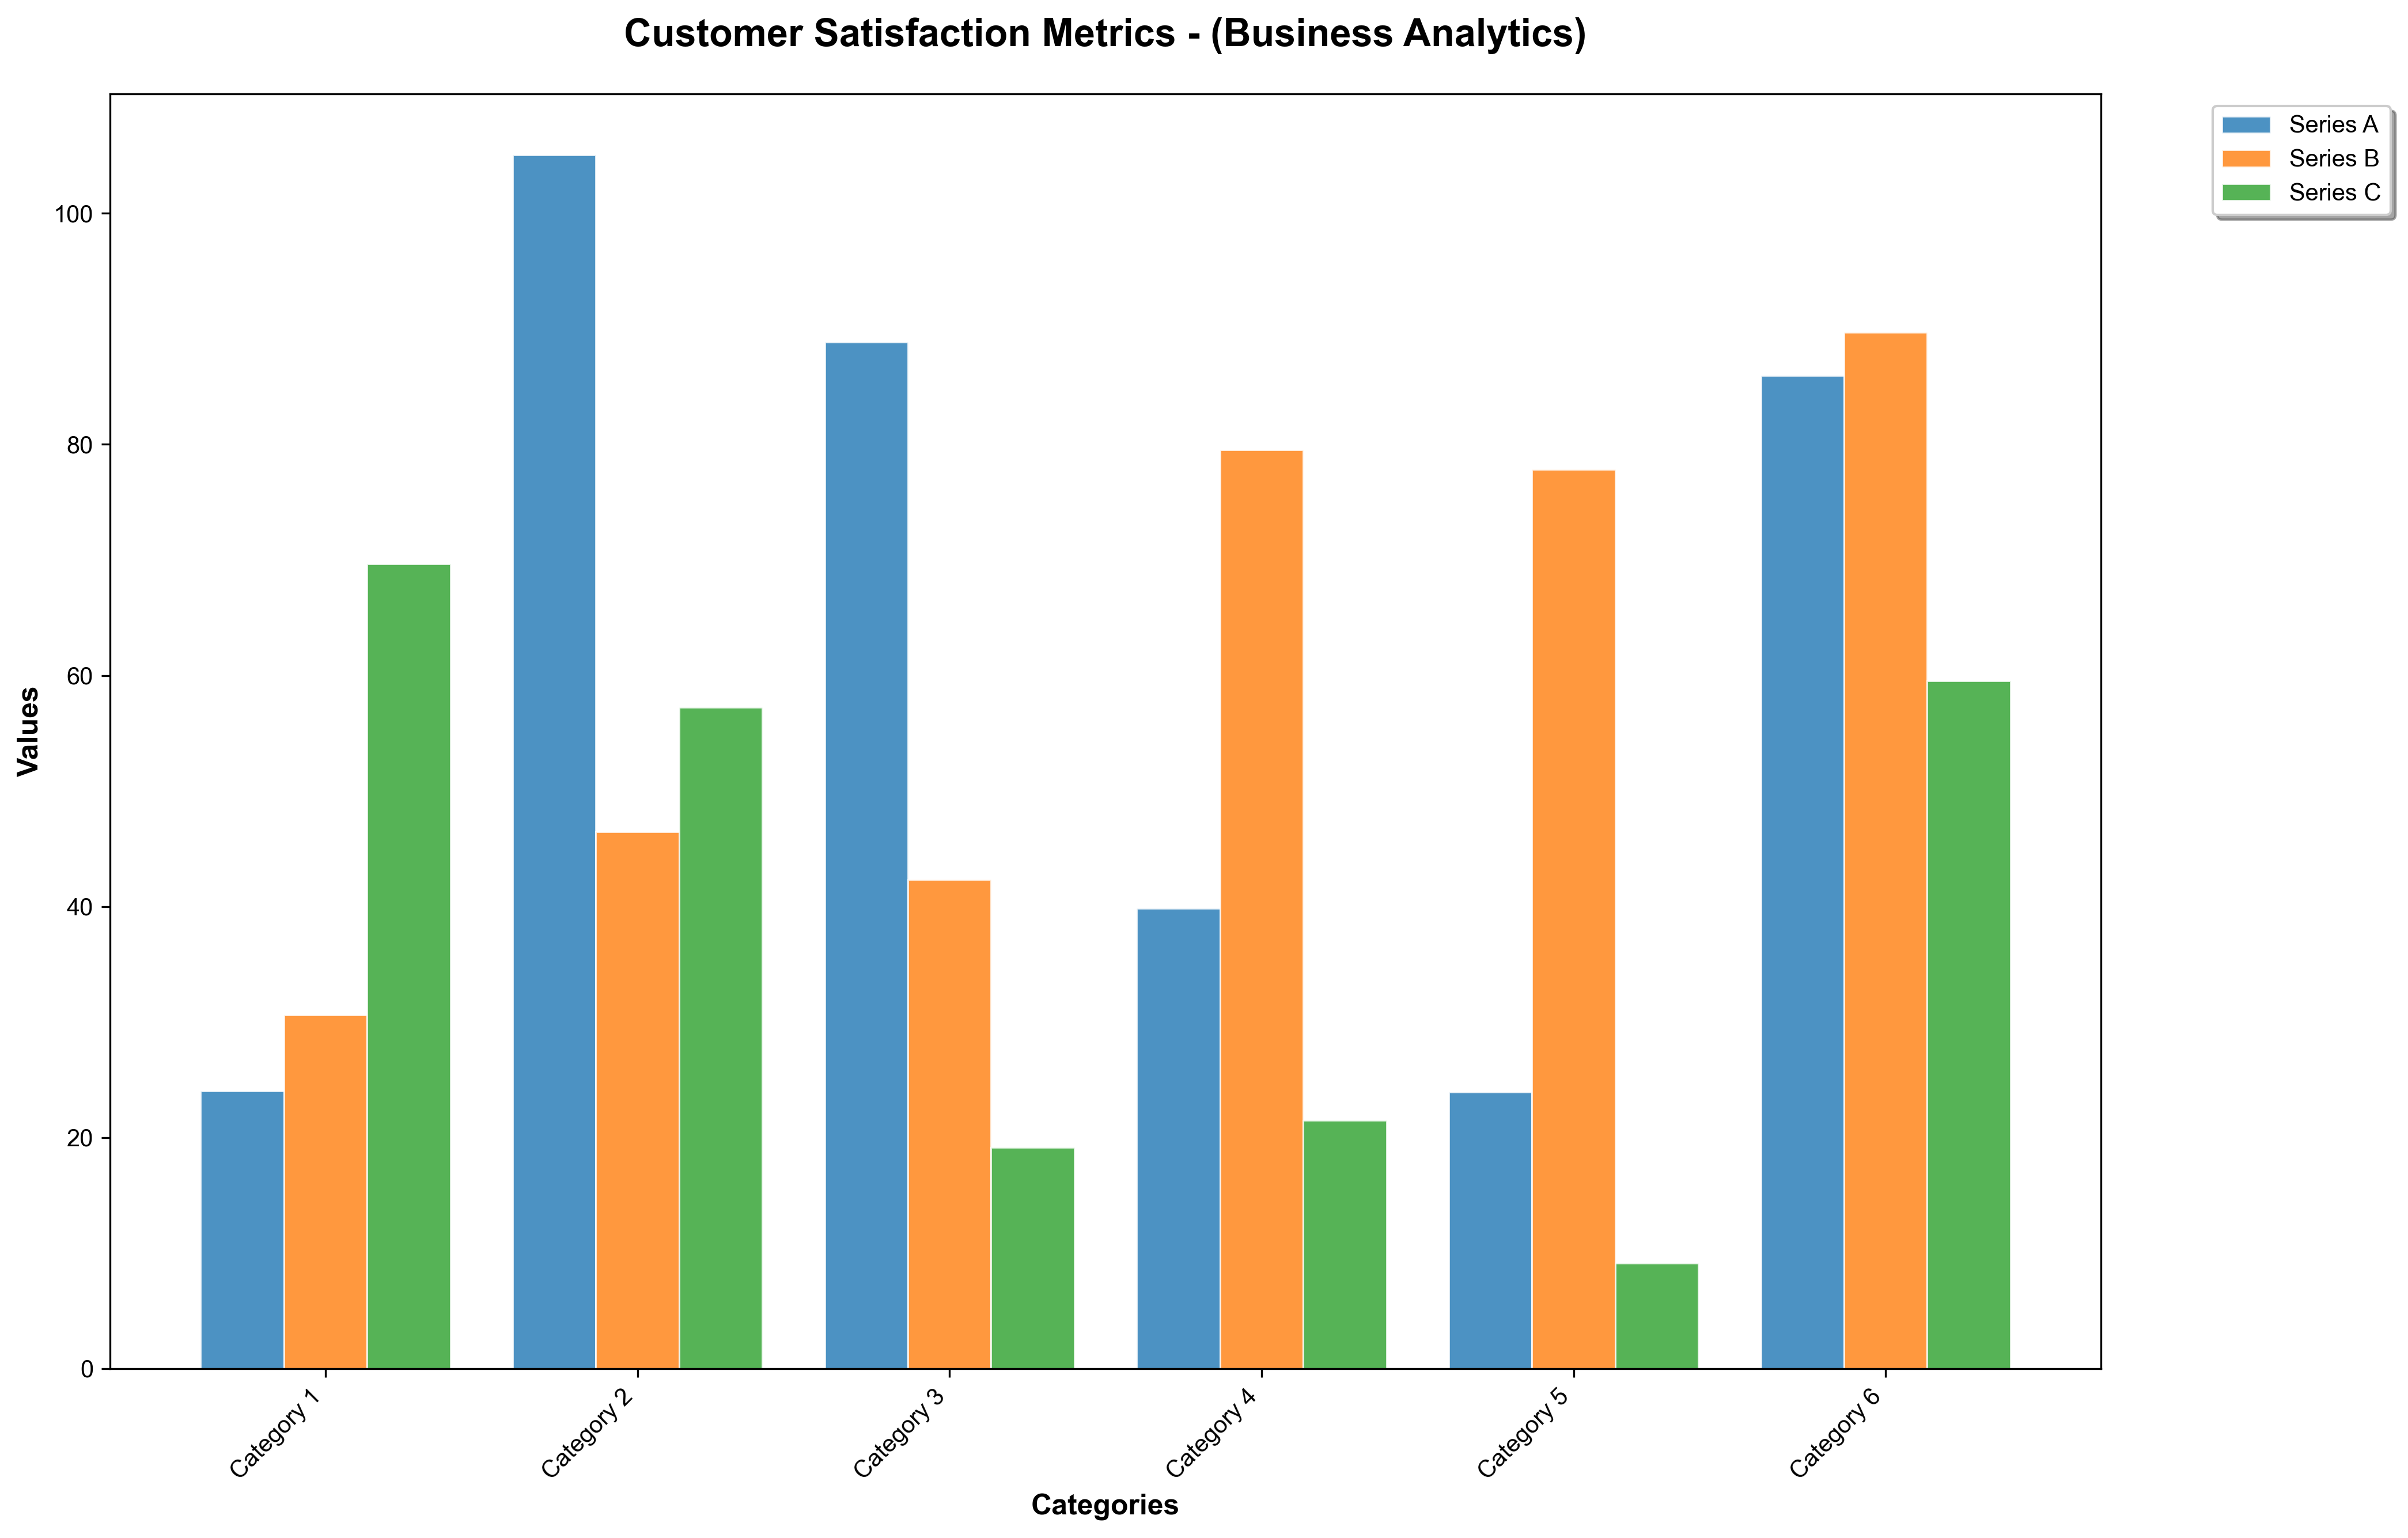 Customer Satisfaction Metrics - (Business Analytics)
Series A
Series B
Series C
Values
100
80
60
40
20
0
Category 1
Category 2
Category 3
Category 4
Category 5
Category 6
Categories